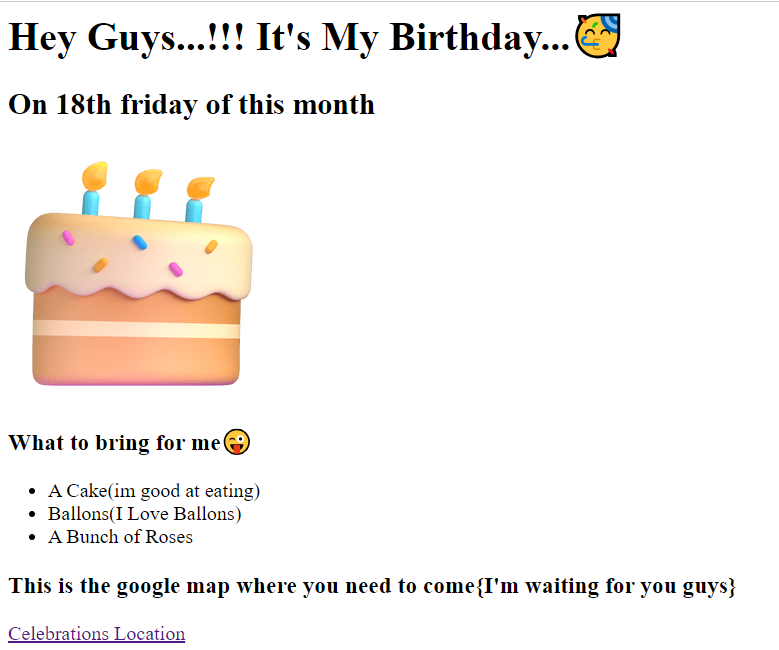 Hey Guys...!!! It's My Birthday...🥳
On 18th friday of this month
What to bring for me😜
• A Cake(im good at eating)
• Ballons(I Love Ballons)
• A Bunch of Roses
This is the google map where you need to come{I'm waiting for you guys}
Celebrations Location